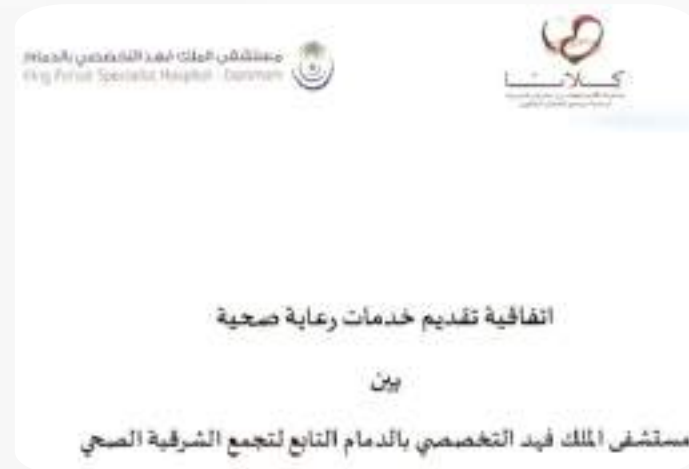 مستشفى الملك فهد التخصصي بالدمام
King Fahad Specialist Hospital - Dammam
كلانا
اتفاقية تقديم خدمات رعاية صحية
بين
مستشفى الملك فهد التخصصي بالدمام التابع لتجمع الشرقية الصحي